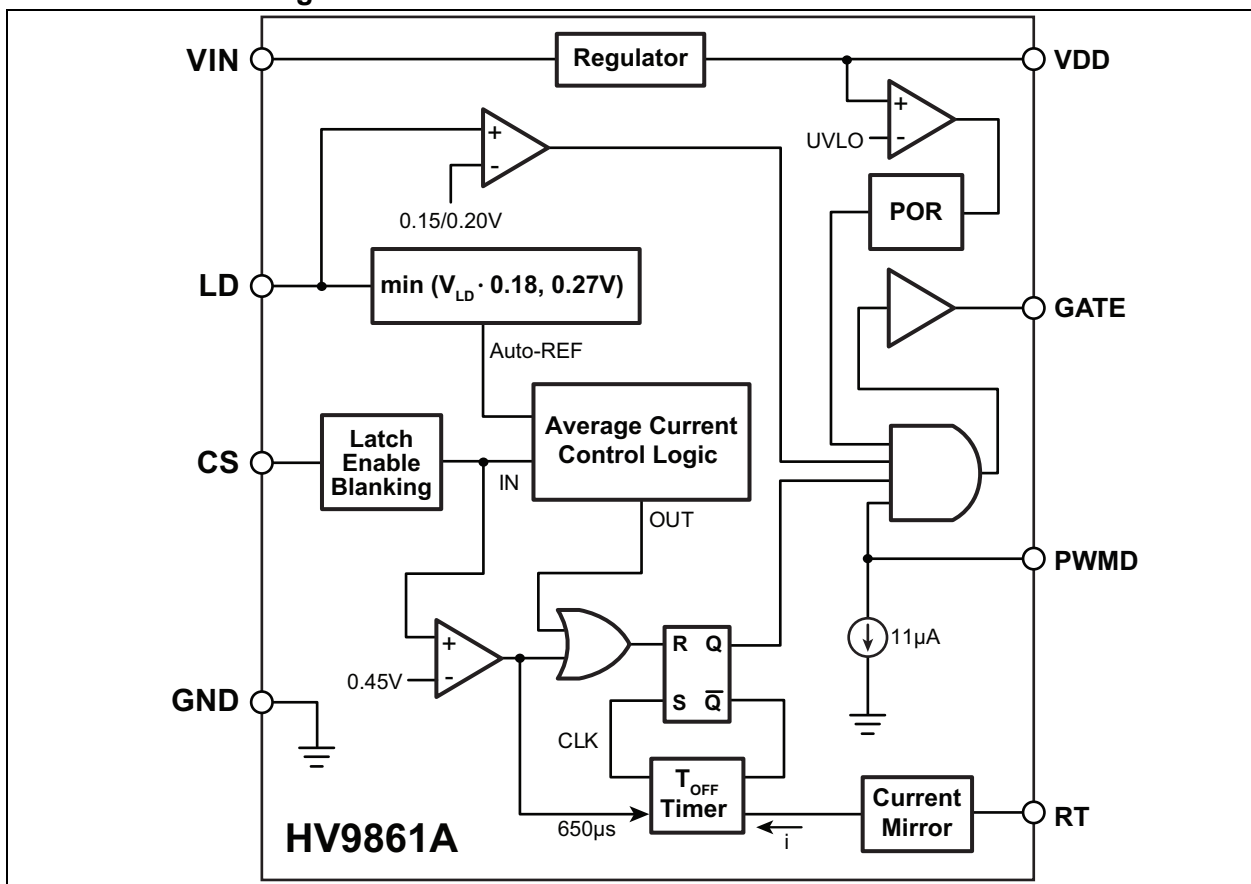 VIN
Regulator
VDD
+
-
UVLO
+
-
0.15/0.20V
POR
LD
min (V_LD · 0.18, 0.27V)
GATE
Auto-REF
Average Current
Control Logic
CS
Latch
Enable
Blanking
IN
OUT
PWMD
11µA
+
-
0.45V
R Q
S Q̅
GND
CLK
T_OFF
Timer
650µs
i
Current
Mirror
RT
HV9861A